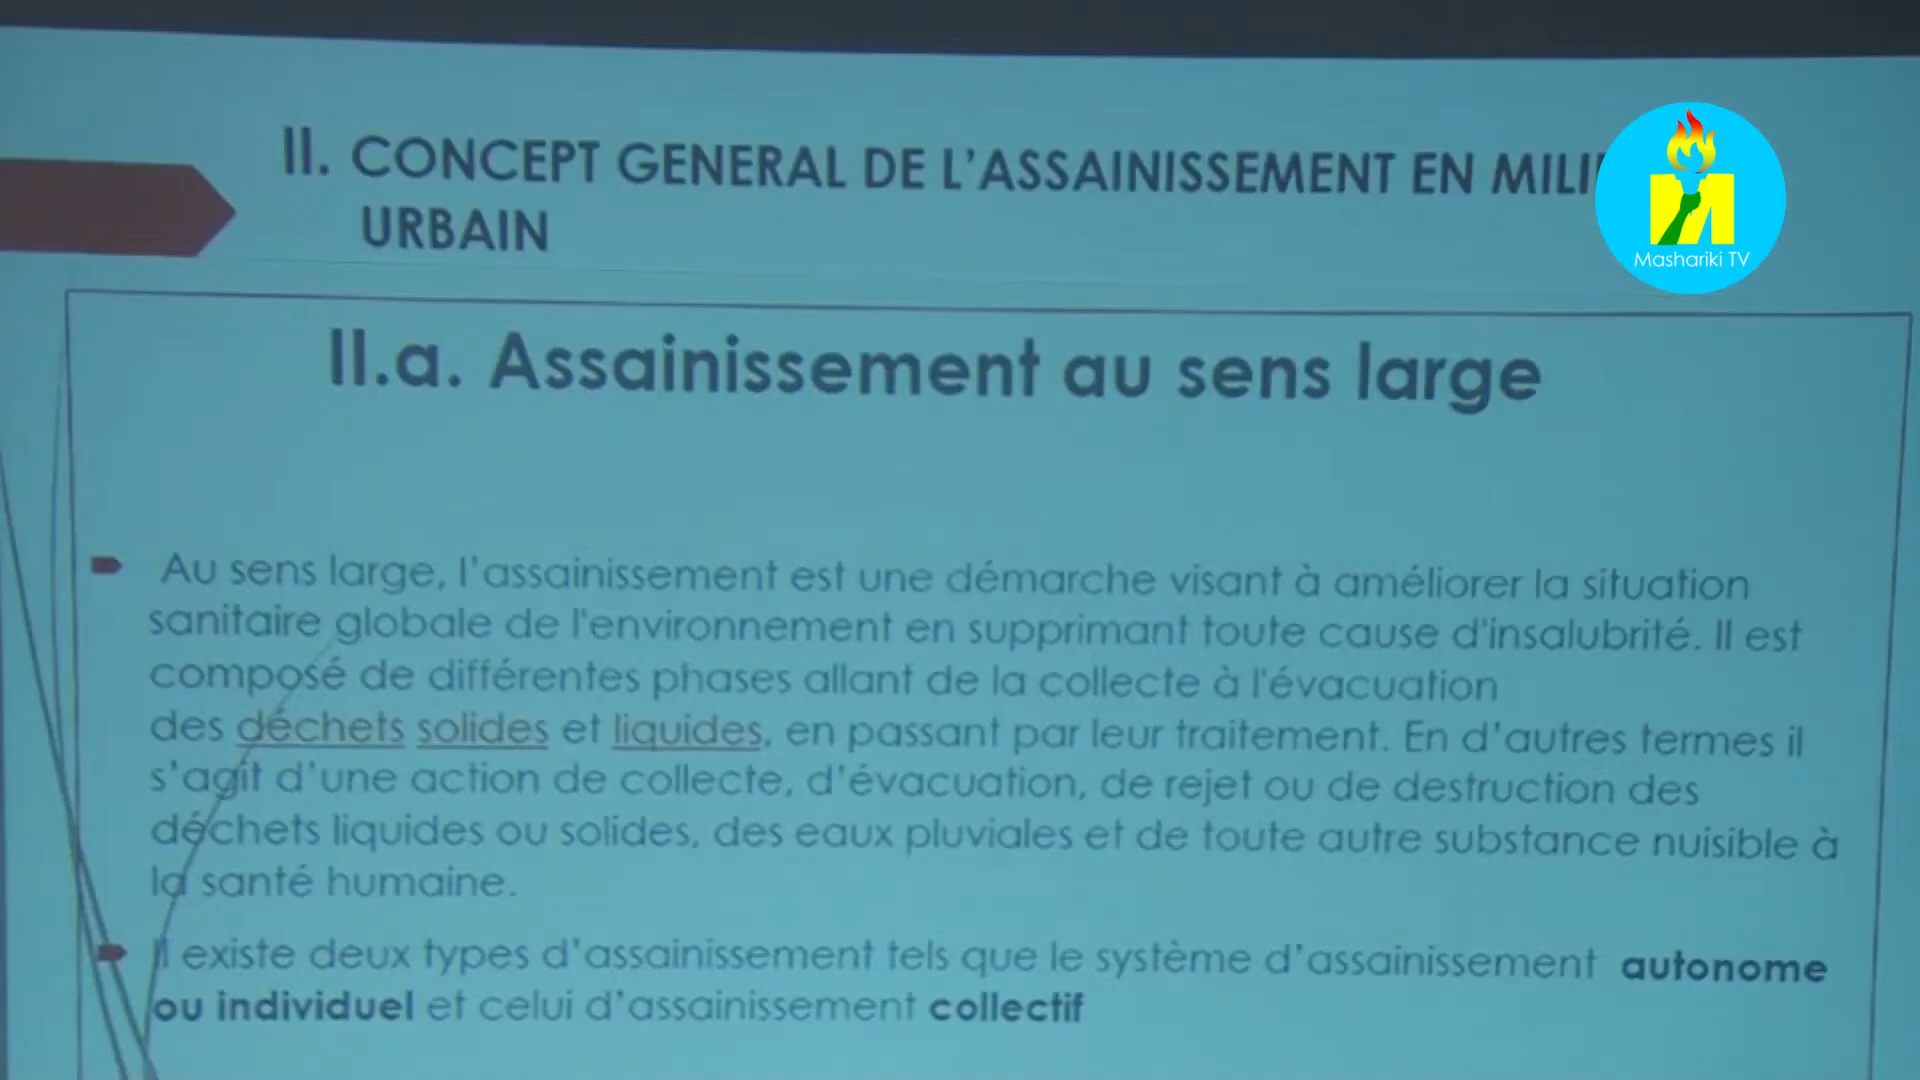 II. CONCEPT GENERAL DE L'ASSAINISSEMENT EN
URBAIN
Mashariki TV
II.a. Assainissement au sens large
Au sens large, l'assainissement est une démarche visant à améliorer la situation
sanitaire globale de l'environnement en supprimant toute cause d'insalubrité. Il est
composé de différentes phases allant de la collecte à l'évacuation
des déchets solides et liquides, en passant par leur traitement. En d'autres termes il
s'agit d'une action de collecte, d'évacuation, de rejet ou de destruction des
déchets liquides ou solides, des eaux pluviales et de toute autre substance nuisible à
la santé humaine.
Il existe deux types d'assainissement tels que le système d'assainissement autonome
ou individuel et celui d'assainissement collectif